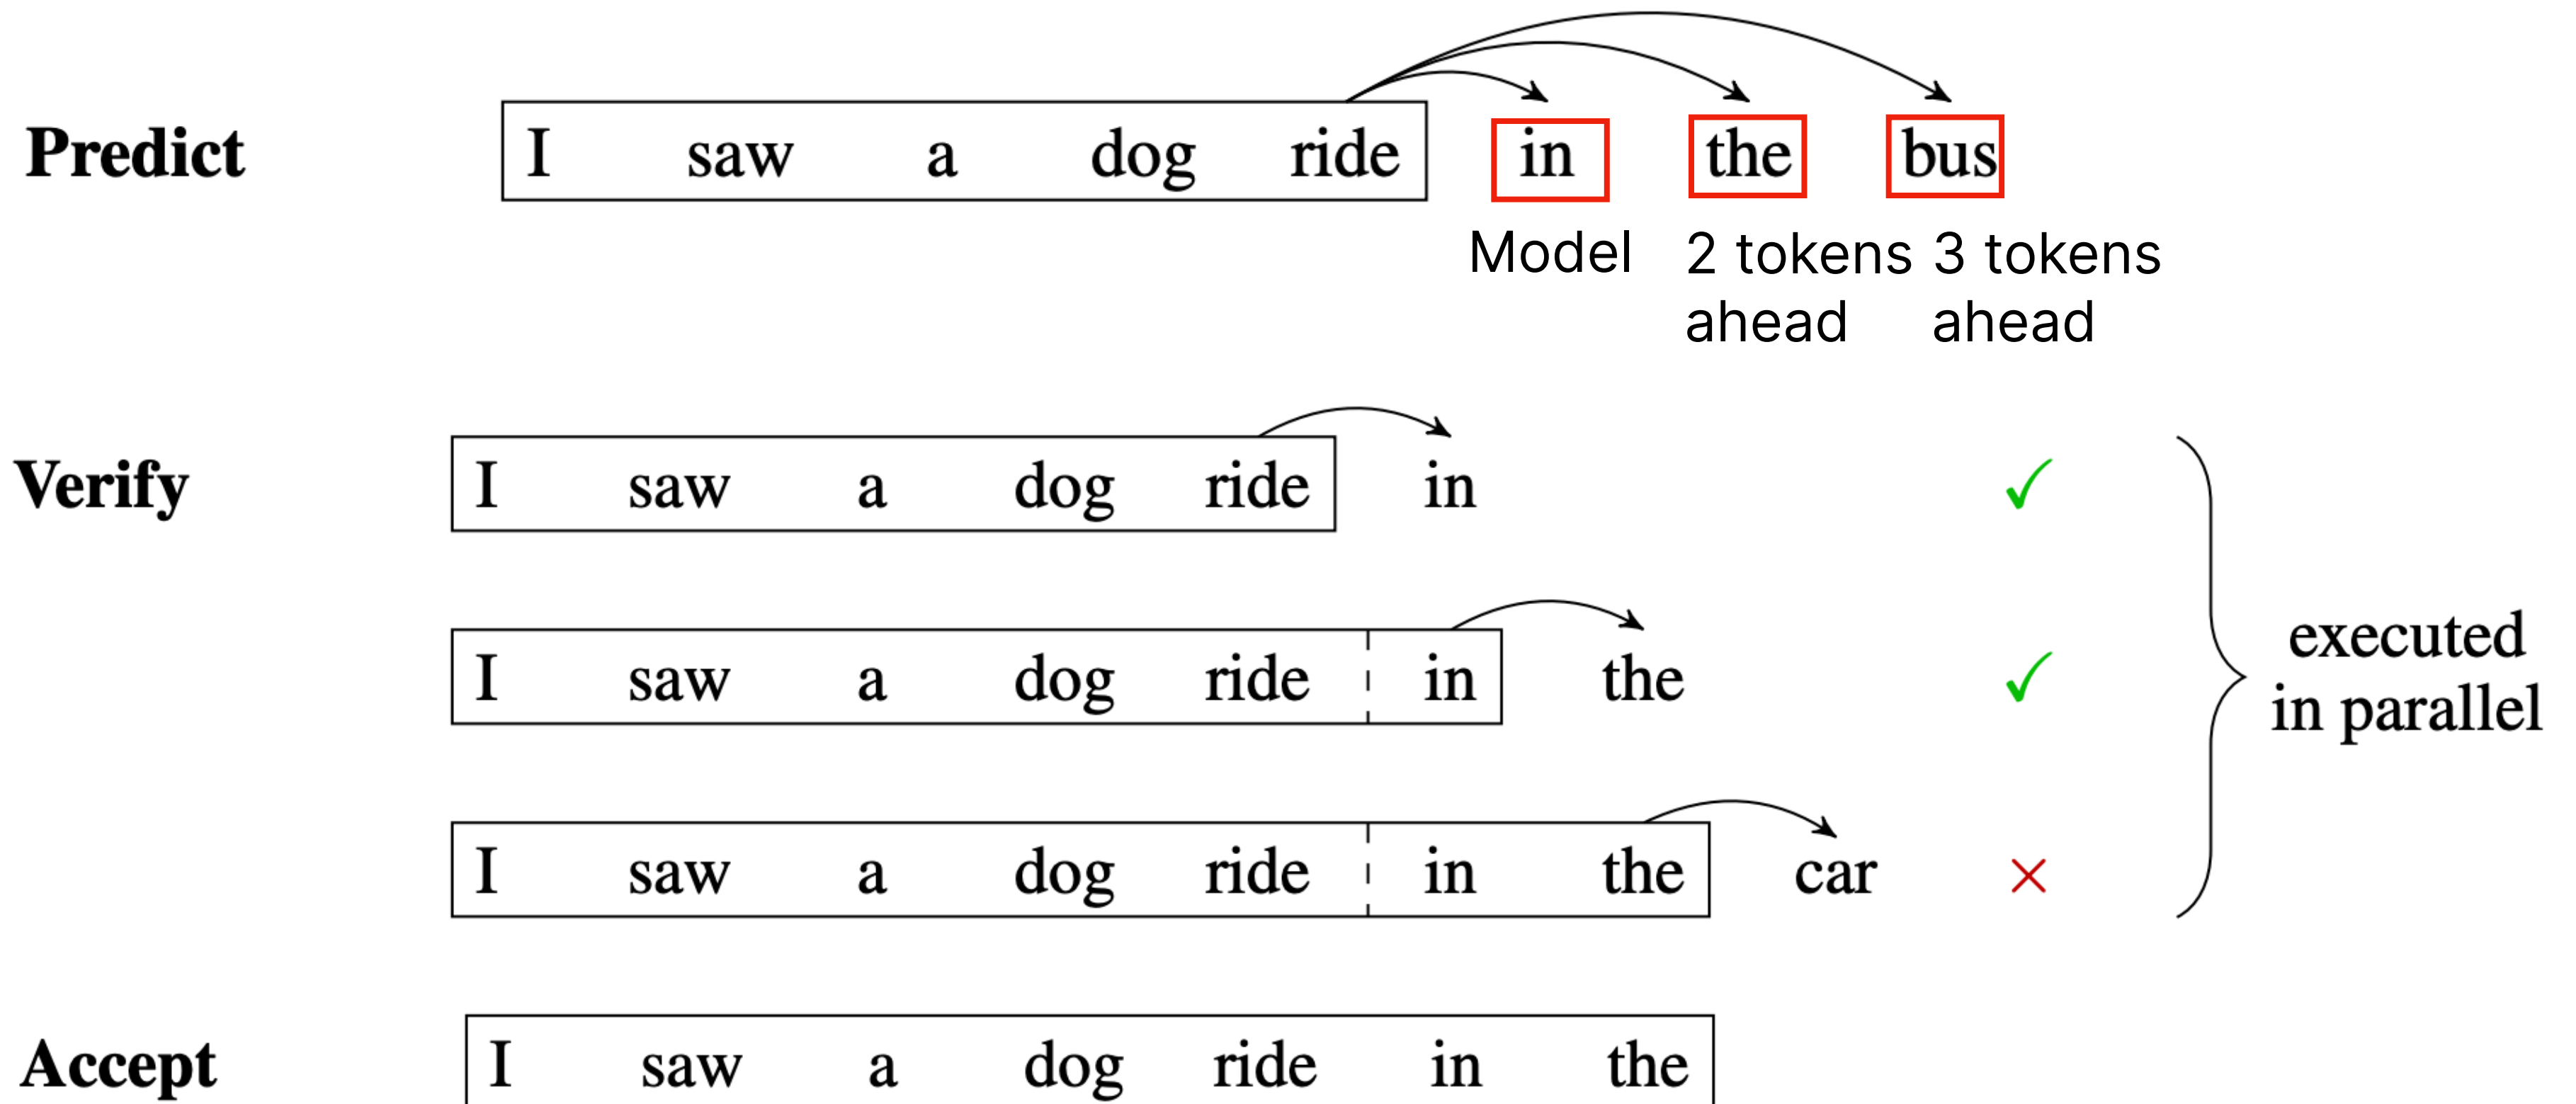 Predict I saw a dog ride in the bus
Model 2 tokens 3 tokens
ahead ahead
Verify I saw a dog ride in ✓
I saw a dog ride in the ✓
executed
in parallel
I saw a dog ride in the car ×
Accept I saw a dog ride in the